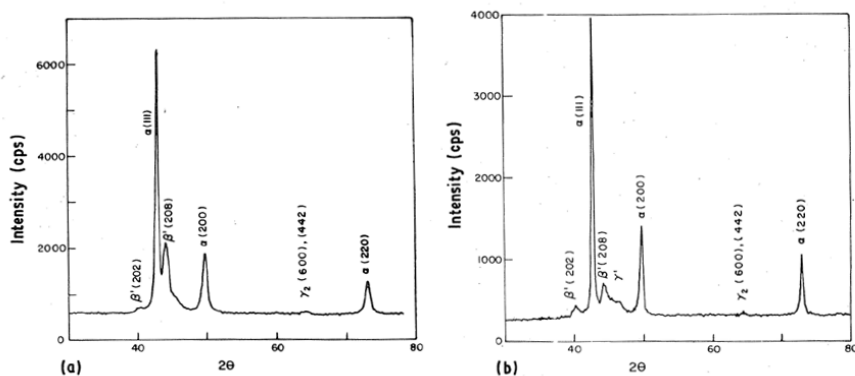 6000
4000
2000
0
Intensity (cps)
α(111)
β'(202)
β'(208)
α(200)
γ2 (600),(442)
α(220)
40
60
80
2θ
(a)
4000
3000
2000
1000
0
Intensity (cps)
α(111)
β'(202)
β'(208)
γ'
α(200)
γ2 (600),(442)
α(220)
40
60
80
2θ
(b)